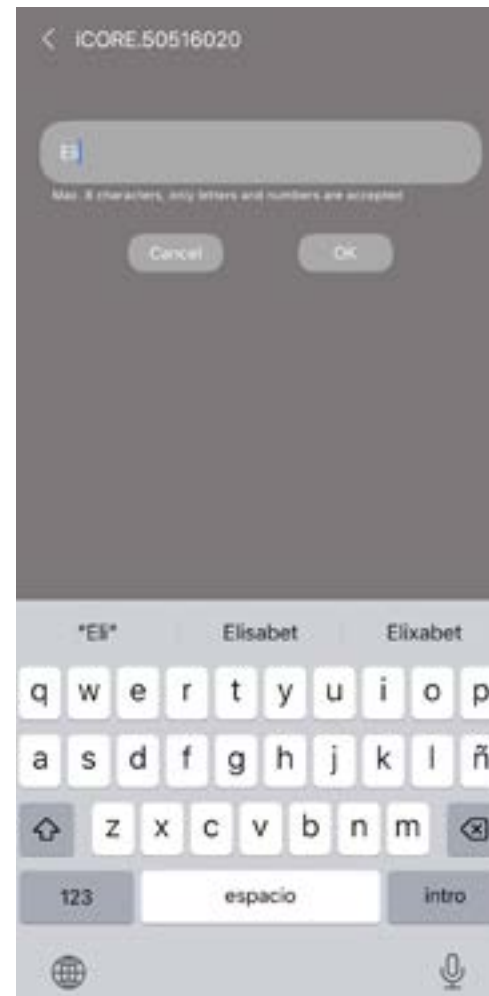 iCORE.50516020
Eli
Max. 8 characters, only letters and numbers are accepted
Cancel OK
"Eli" Elisabet Elixabet
q w e r t y u i o p
a s d f g h j k l ñ
z x c v b n m
123 espacio intro